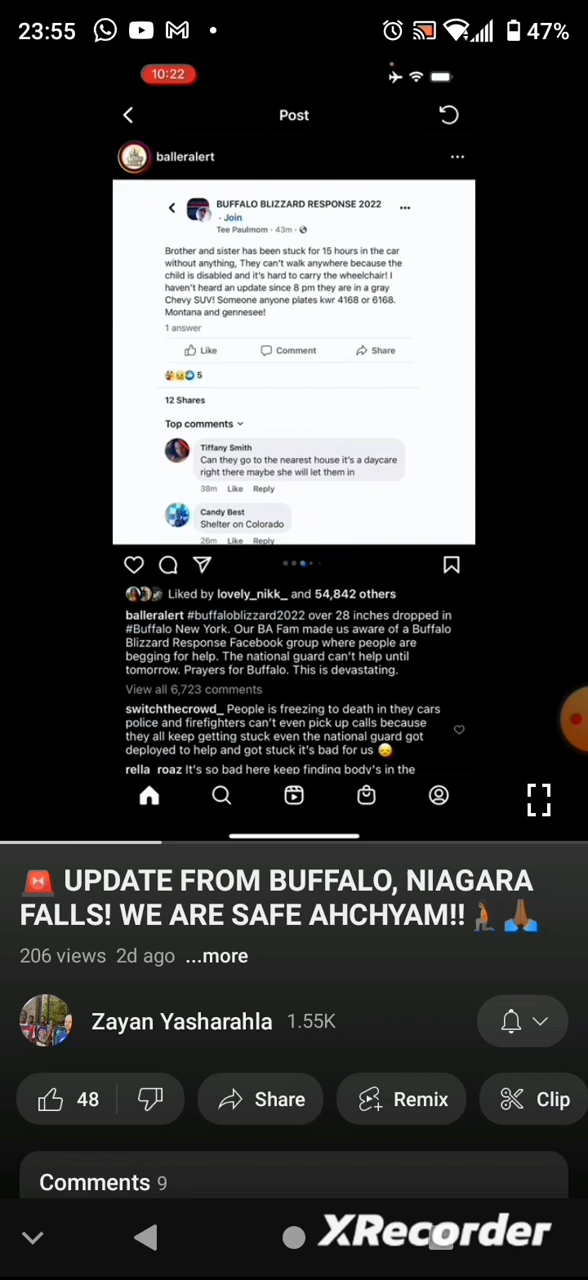 23:55
47%
10:22
Post
balleralert
BUFFALO BLIZZARD RESPONSE 2022
· Join
Tee Paulmom · 43m ·
Brother and sister has been stuck for 15 hours in the car
without anything, They can't walk anywhere because the
child is disabled and it's hard to carry the wheelchair! I
haven't heard an update since 8 pm they are in a gray
Chevy SUV! Someone anyone plates kwr 4168 or 6168.
Montana and gennesee!
1 answer
Like Comment Share
5
12 Shares
Top comments
Tiffany Smith
Can they go to the nearest house it's a daycare
right there maybe she will let them in
38m Like Reply
Candy Best
Shelter on Colorado
26m Like Reply
Liked by lovely_nikk_ and 54,842 others
balleralert #buffaloblizzard2022 over 28 inches dropped in
#Buffalo New York. Our BA Fam made us aware of a Buffalo
Blizzard Response Facebook group where people are
begging for help. The national guard can't help until
tomorrow. Prayers for Buffalo. This is devastating.
View all 6,723 comments
switchthecrowd_ People is freezing to death in they cars
police and firefighters can't even pick up calls because
they all keep getting stuck even the national guard got
deployed to help and got stuck it's bad for us 😞
rella_roaz It's so bad here keep finding body's in the
🚨 UPDATE FROM BUFFALO, NIAGARA
FALLS! WE ARE SAFE AHCHYAM!!🧎🏾🙏🏾
206 views 2d ago ...more
Zayan Yasharahla 1.55K
48 Share Remix Clip
Comments 9
XRecorder